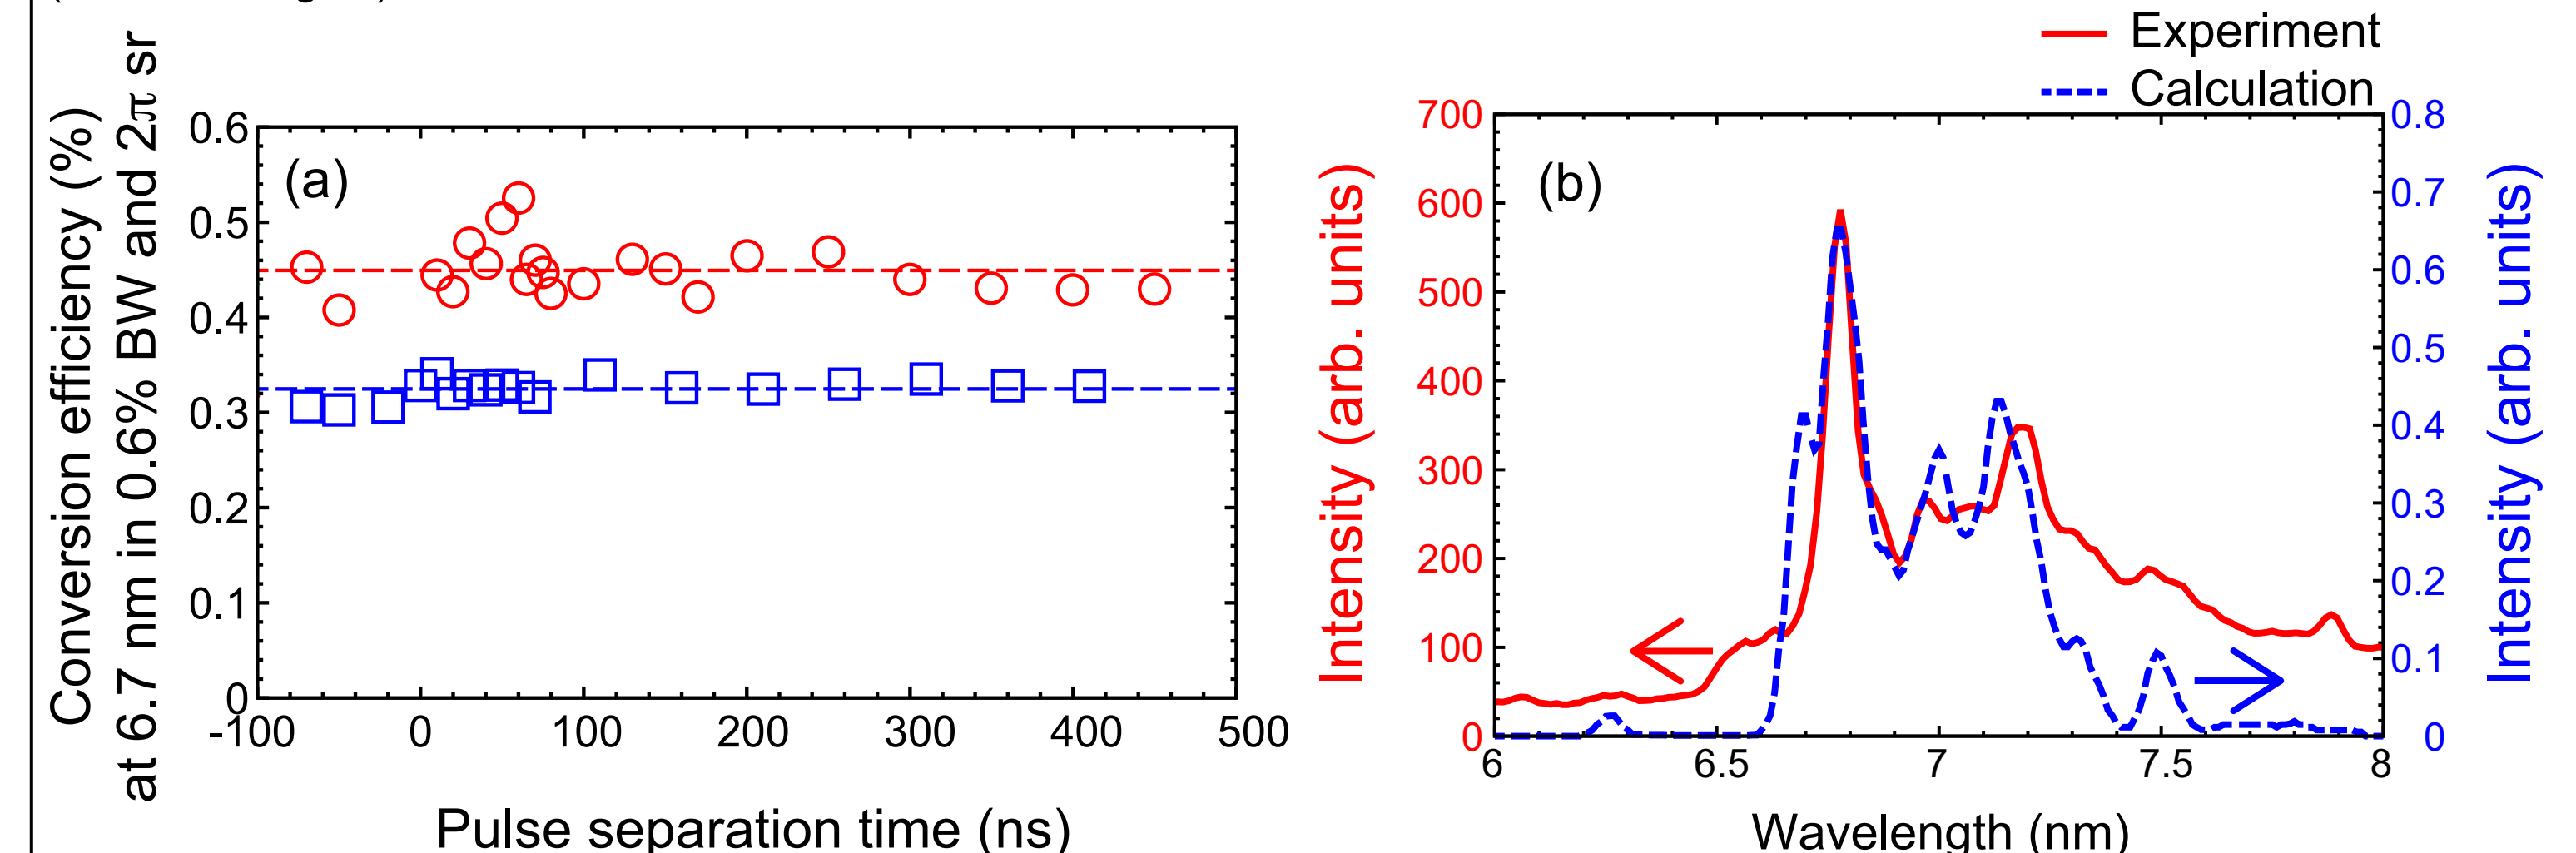 Experiment
Calculation
Conversion efficiency (%)
at 6.7 nm in 0.6% BW and 2π sr
0.6
0.5
0.4
0.3
0.2
0.1
0
(a)
-100 0 100 200 300 400 500
Pulse separation time (ns)
Intensity (arb. units)
700
600
500
400
300
200
100
0
(b)
0.8
0.7
0.6
0.5
0.4
0.3
0.2
0.1
0
Intensity (arb. units)
6 6.5 7 7.5 8
Wavelength (nm)